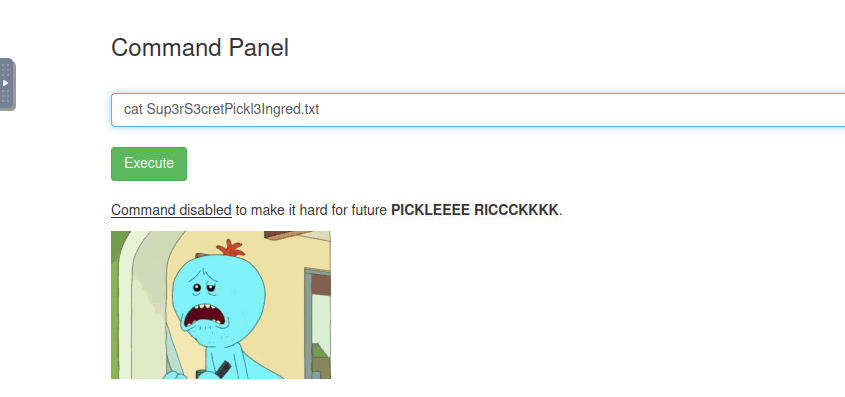 Command Panel
cat Sup3rS3cretPickl3Ingred.txt
Execute
Command disabled to make it hard for future PICKLEEEE RICCCKKKK.